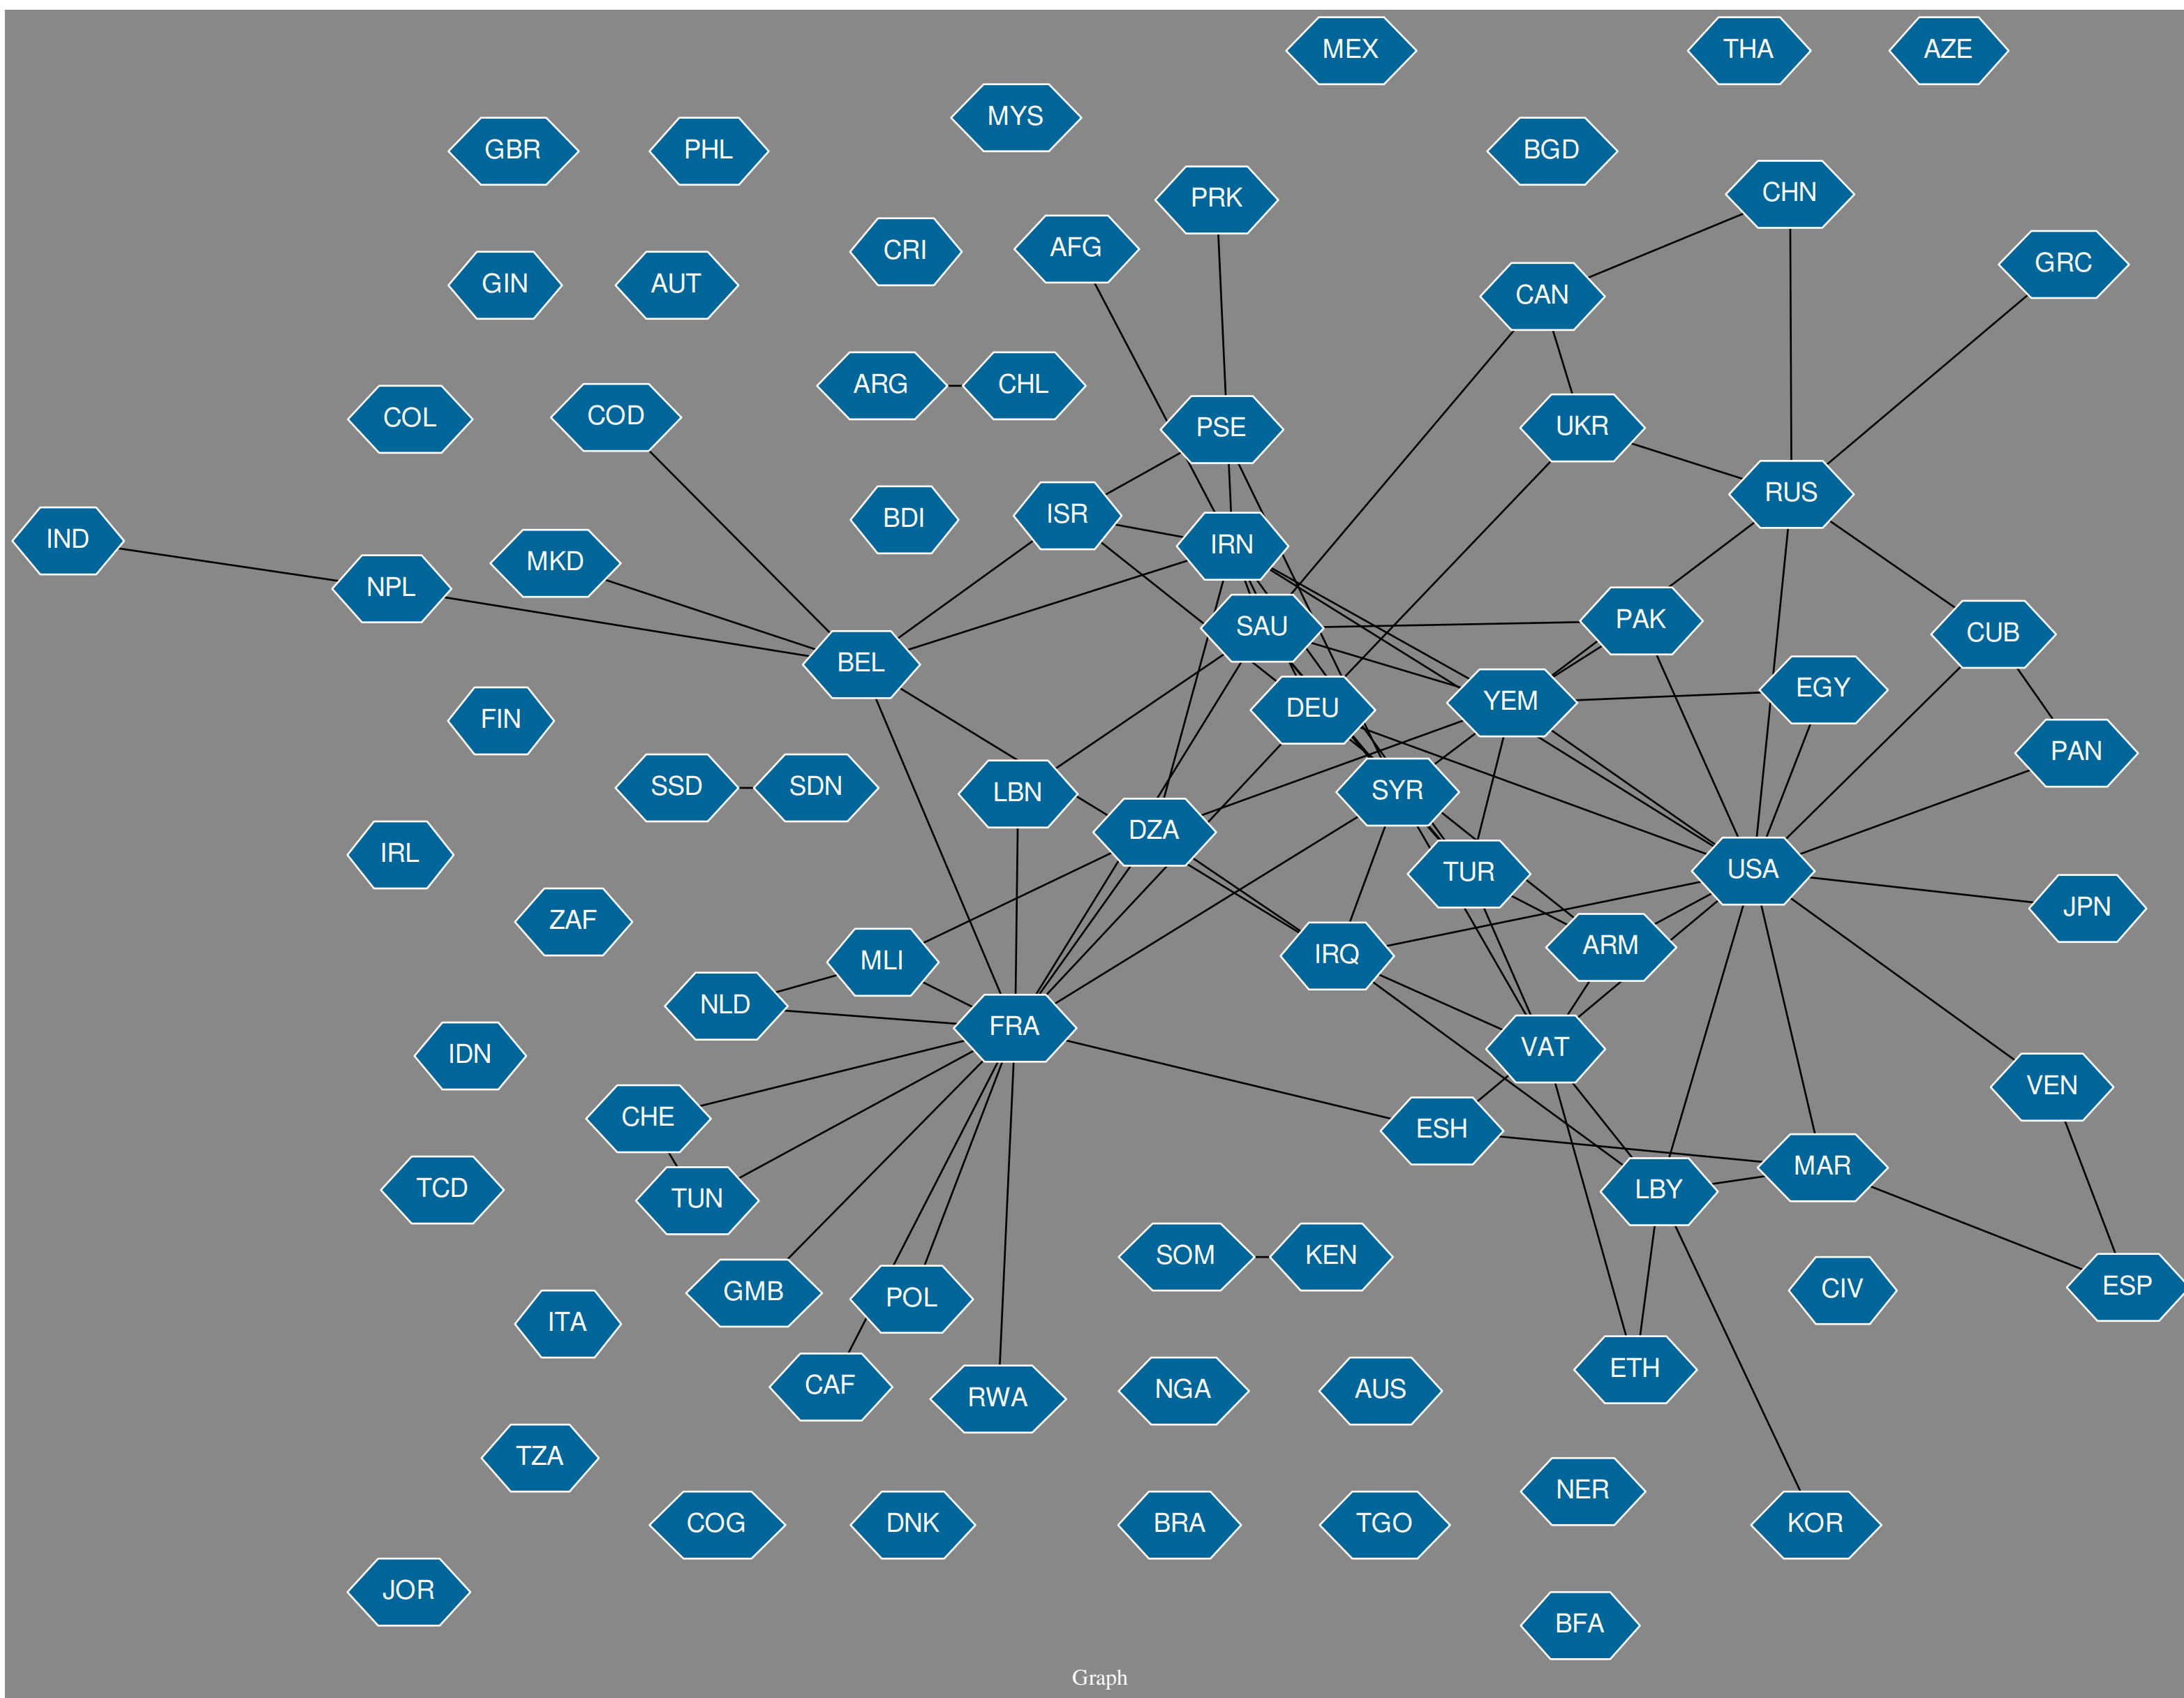 MEX
THA
AZE
MYS
GBR
PHL
BGD
CHN
PRK
AFG
CRI
GRC
GIN
AUT
CAN
ARG
CHL
COL
COD
PSE
UKR
RUS
ISR
BDI
IND
IRN
MKD
NPL
PAK
SAU
CUB
BEL
EGY
YEM
DEU
FIN
PAN
SSD
SDN
LBN
SYR
DZA
IRL
USA
TUR
JPN
ZAF
ARM
IRQ
MLI
NLD
FRA
VAT
IDN
VEN
CHE
ESH
MAR
LBY
TCD
TUN
SOM
KEN
ESP
CIV
GMB
POL
ITA
ETH
CAF
NGA
AUS
RWA
TZA
NER
COG
DNK
BRA
TGO
KOR
JOR
BFA
Graph